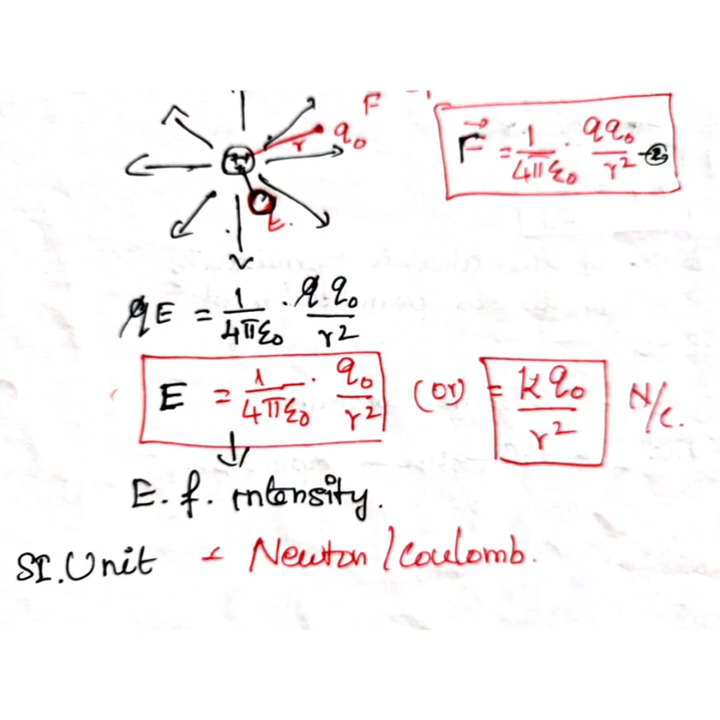 F
r q₀
E.
F⃗ = 1/4πε₀ · qq₀/r² -②
qE = 1/4πε₀ · q q₀/r²
E = 1/4πε₀ · q₀/r² (or) = kq₀/r² N/c.
E. f. intensity.
SI. Unit - Newton/Coulomb.